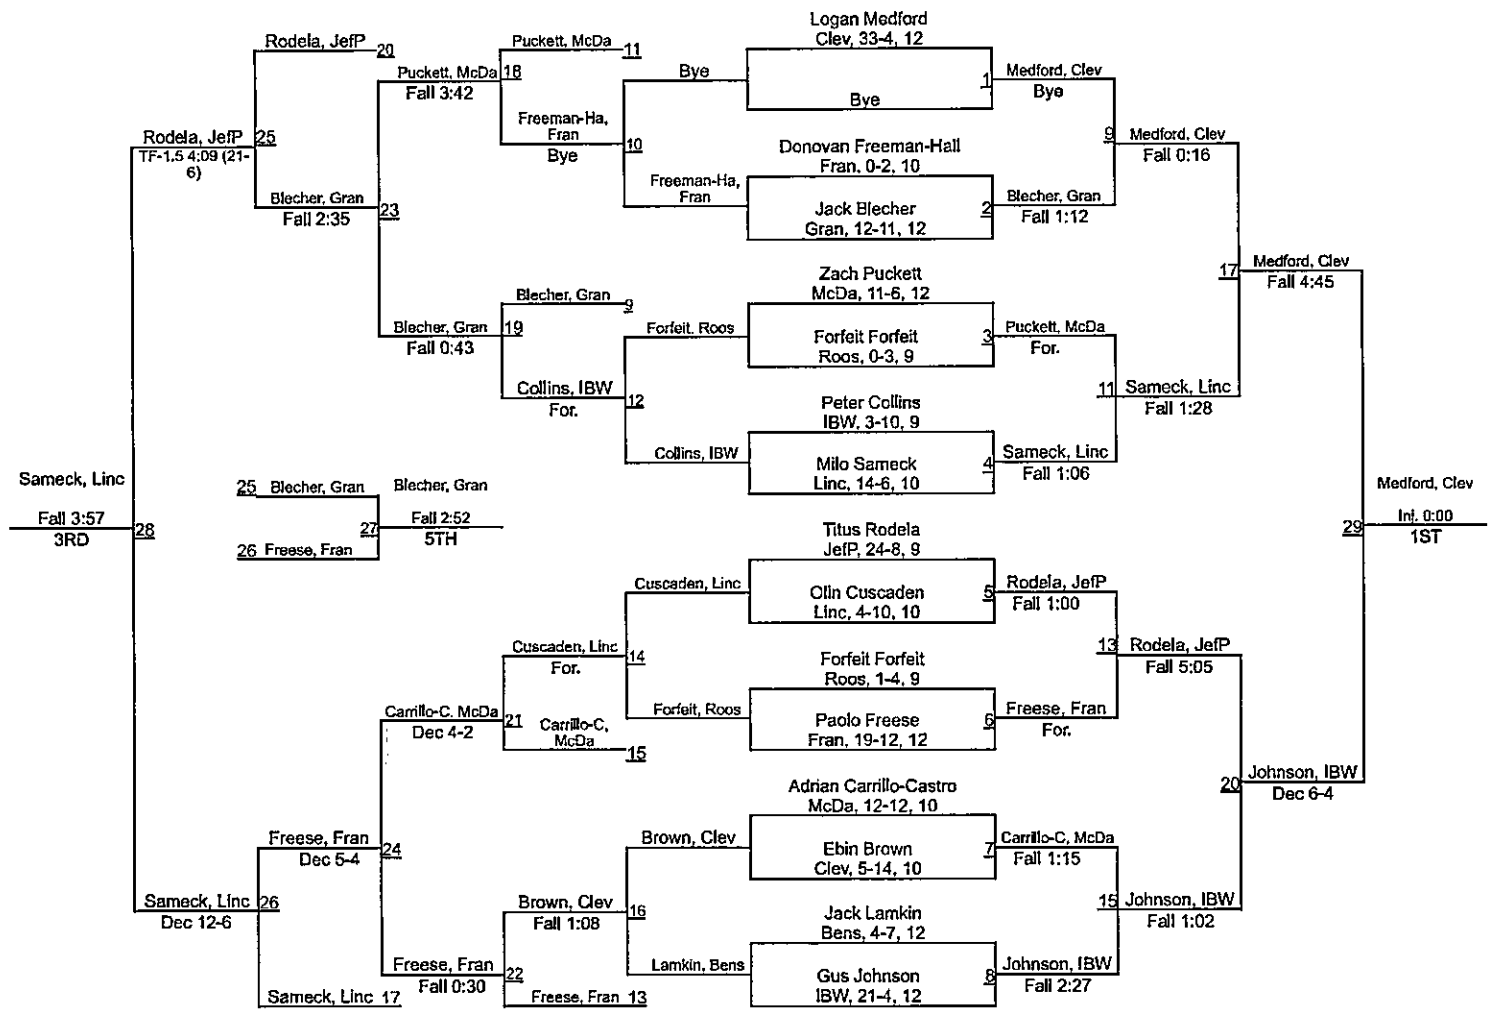 Logan Medford
Clev, 33-4, 12
Rodela, JefP 20
Puckett, McDa 11
Puckett, McDa 18
Fall 3:42
Bye
1 Medford, Clev
Bye
Bye
Freeman-Ha,
Fran
Bye
10
Rodela, JefP 25
TF-1.5 4:09 (21-
6)
Donovan Freeman-Hall
Fran, 0-2, 10
9 Medford, Clev
Fall 0:16
Freeman-Ha,
Fran
Blecher, Gran 23
Fall 2:35
Jack Blecher
Gran, 12-11, 12
2 Blecher, Gran
Fall 1:12
Zach Puckett
McDa, 11-6, 12
17 Medford, Clev
Fall 4:45
Blecher, Gran 9
Blecher, Gran 19
Fall 0:43
Forfeit, Roos
Forfeit Forfeit
Roos, 0-3, 9
3 Puckett, McDa
For.
Collins, IBW 12
For.
Peter Collins
IBW, 3-10, 9
11 Sameck, Linc
Fall 1:28
Collins, IBW
Milo Sameck
Linc, 14-6, 10
4 Sameck, Linc
Fall 1:06
Sameck, Linc
Fall 3:57
3RD
28
25 Blecher, Gran
26 Freese, Fran
27
Blecher, Gran
Fall 2:52
5TH
Medford, Clev
29
Inj. 0:00
1ST
Titus Rodela
JefP, 24-8, 9
Cuscaden, Linc
Olin Cuscaden
Linc, 4-10, 10
5 Rodela, JefP
Fall 1:00
Cuscaden, Linc 14
For.
Forfeit Forfeit
Roos, 1-4, 9
13 Rodela, JefP
Fall 5:05
Forfeit, Roos
Paolo Freese
Fran, 19-12, 12
6 Freese, Fran
For.
Carrillo-C, McDa 21
Dec 4-2
Carrillo-C,
McDa
15
Adrian Carrillo-Castro
McDa, 12-12, 10
20 Johnson, IBW
Dec 6-4
Freese, Fran 24
Dec 5-4
Brown, Clev
Ebin Brown
Clev, 5-14, 10
7 Carrillo-C, McDa
Fall 1:15
Sameck, Linc 26
Dec 12-6
Brown, Clev 16
Fall 1:08
Jack Lamkin
Bens, 4-7, 12
15 Johnson, IBW
Fall 1:02
Freese, Fran 22
Fall 0:30
Lamkin, Bens
Gus Johnson
IBW, 21-4, 12
8 Johnson, IBW
Fall 2:27
Sameck, Linc 17
Freese, Fran 13